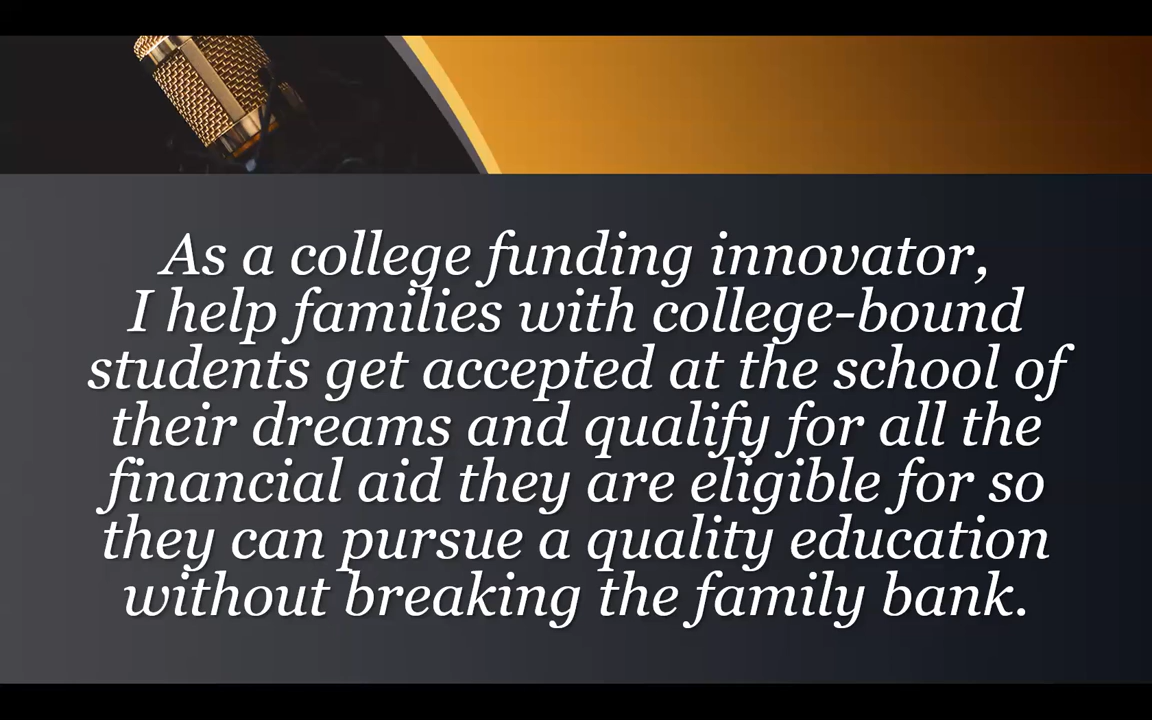 As a college funding innovator,
I help families with college-bound
students get accepted at the school of
their dreams and qualify for all the
financial aid they are eligible for so
they can pursue a quality education
without breaking the family bank.